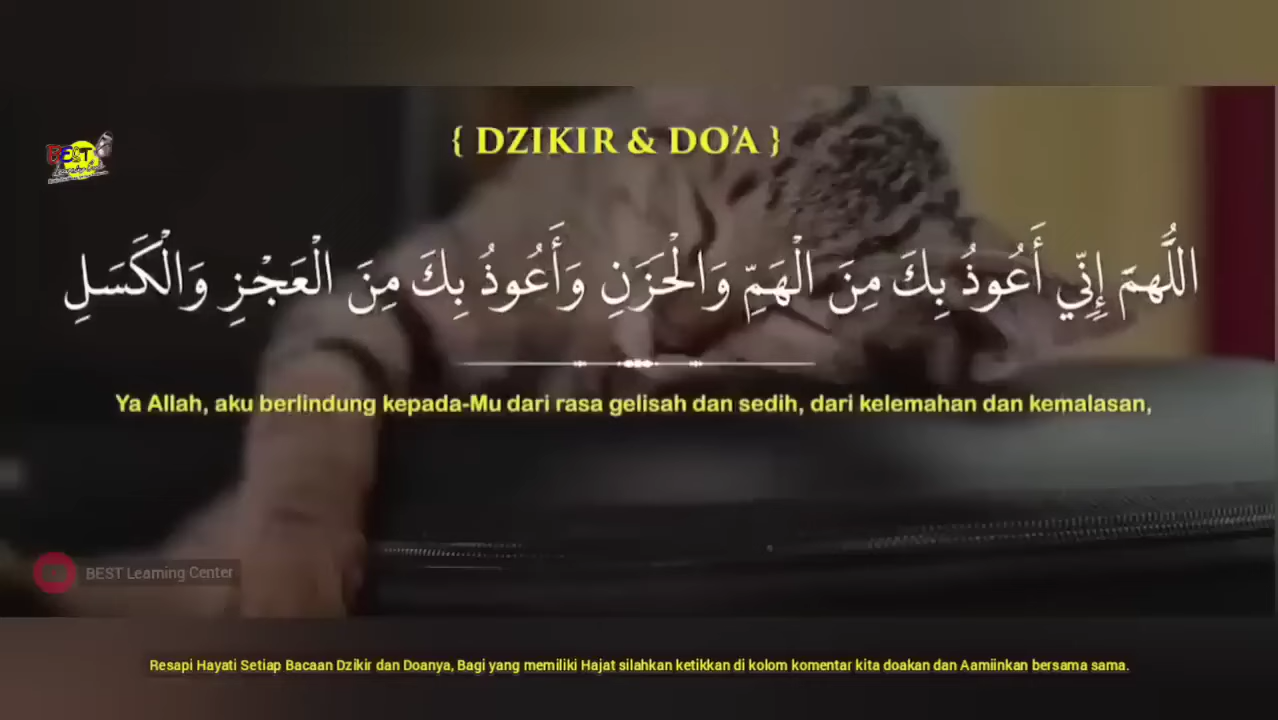 { DZIKIR & DO'A }
BEST
اللَّهُمَّ إِنِّي أَعُوذُ بِكَ مِنَ الْهَمِّ وَالْحَزَنِ وَأَعُوذُ بِكَ مِنَ الْعَجْزِ وَالْكَسَلِ
Ya Allah, aku berlindung kepada-Mu dari rasa gelisah dan sedih, dari kelemahan dan kemalasan,
BEST Learning Center
Resapi Hayati Setiap Bacaan Dzikir dan Doanya, Bagi yang memiliki Hajat silahkan ketikkan di kolom komentar kita doakan dan Aamiinkan bersama sama.